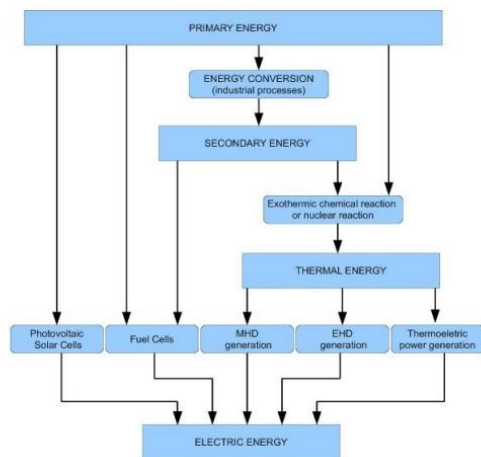 PRIMARY ENERGY
ENERGY CONVERSION
(industrial processes)
SECONDARY ENERGY
Exothermic chemical reaction
or nuclear reaction
THERMAL ENERGY
Photovoltaic
Solar Cells
Fuel Cells
MHD
generation
EHD
generation
Thermoeletric
power generation
ELECTRIC ENERGY